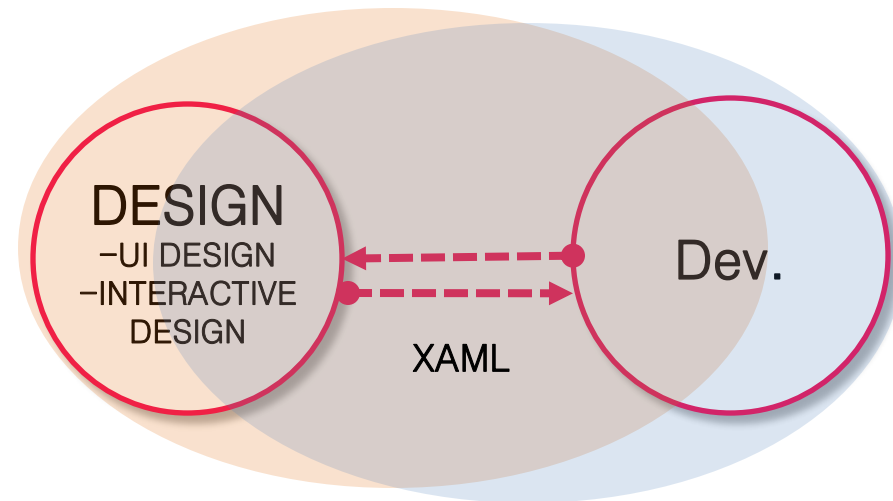 DESIGN
-UI DESIGN
-INTERACTIVE
DESIGN
Dev.
XAML